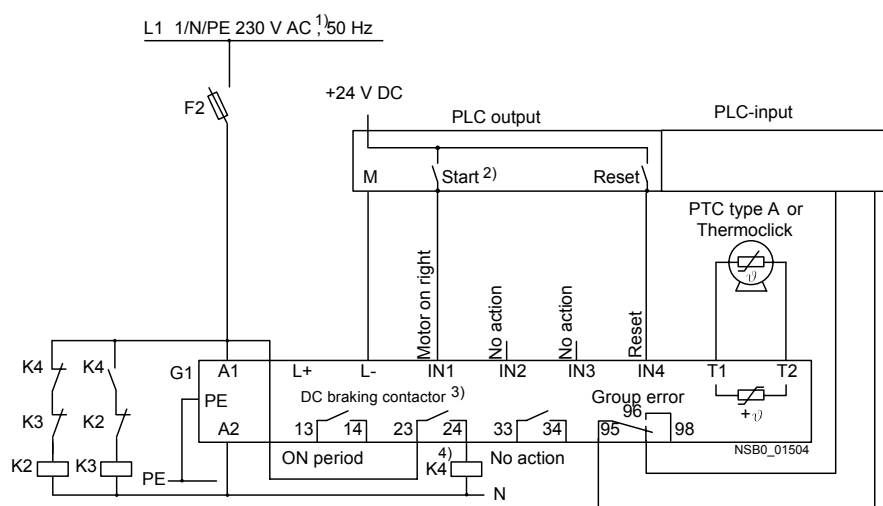 L1 1/N/PE 230 V AC 1); 50 Hz
F2
+24 V DC
PLC output
PLC-input
M
Start 2)
Reset
PTC type A or
Thermoclick
ϑ
Motor on right
No action
No action
Reset
K4
K4
G1
A1
L+
L-
IN1
IN2
IN3
IN4
T1
T2
PE
DC braking contactor 3)
Group error
96
+ϑ
K3
K2
A2
13
14
23
24
33
34
95
98
NSB0_01504
K2
K3
PE
ON period
4)
K4
No action
N